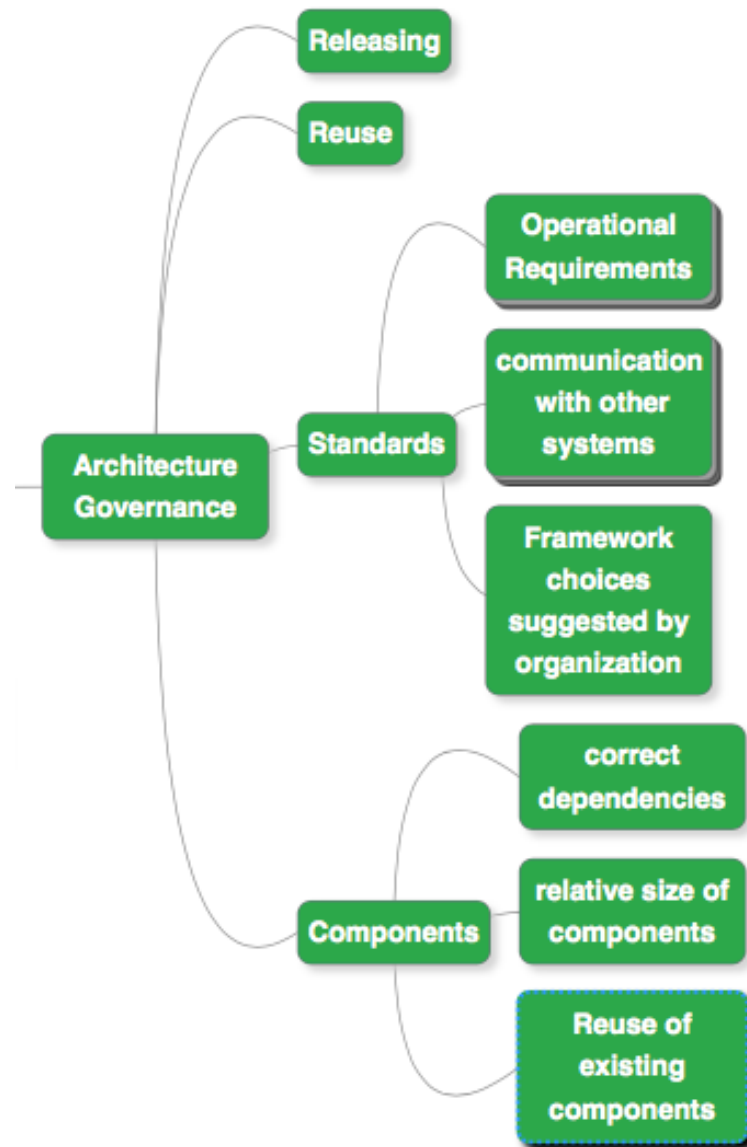 Releasing
Reuse
Operational
Requirements
communication
with other
systems
Standards
Architecture
Governance
Framework
choices
suggested by
organization
correct
dependencies
relative size of
components
Components
Reuse of
existing
components